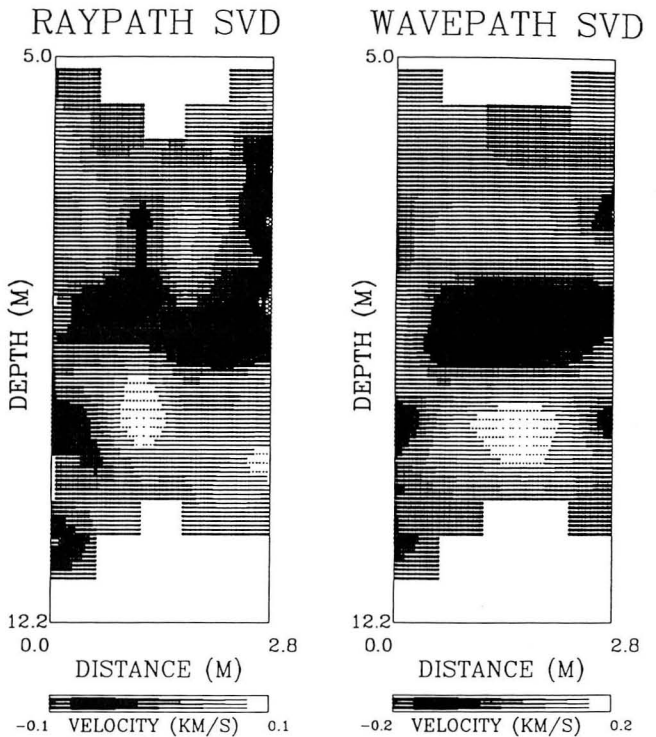 RAYPATH SVD
5.0
DEPTH (M)
12.2
0.0 2.8
DISTANCE (M)
-0.1 VELOCITY (KM/S) 0.1
WAVEPATH SVD
5.0
DEPTH (M)
12.2
0.0 2.8
DISTANCE (M)
-0.2 VELOCITY (KM/S) 0.2